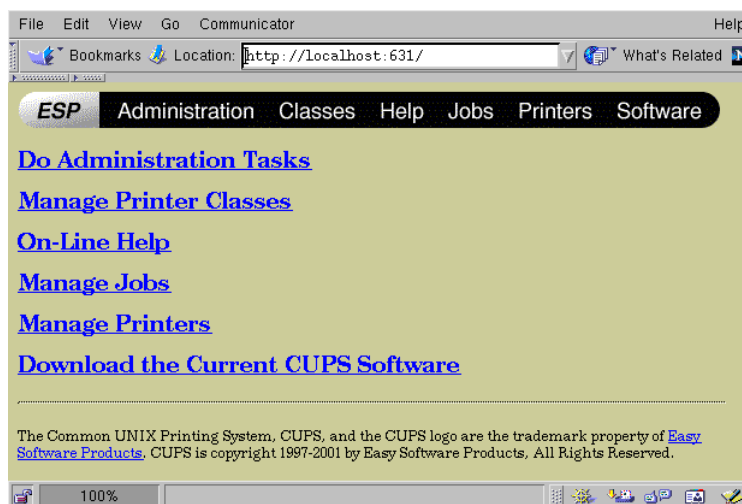 File Edit View Go Communicator Help
Bookmarks Location: http://localhost:631/ What's Related
ESP Administration Classes Help Jobs Printers Software
Do Administration Tasks
Manage Printer Classes
On-Line Help
Manage Jobs
Manage Printers
Download the Current CUPS Software
The Common UNIX Printing System, CUPS, and the CUPS logo are the trademark property of Easy
Software Products. CUPS is copyright 1997-2001 by Easy Software Products, All Rights Reserved.
100%